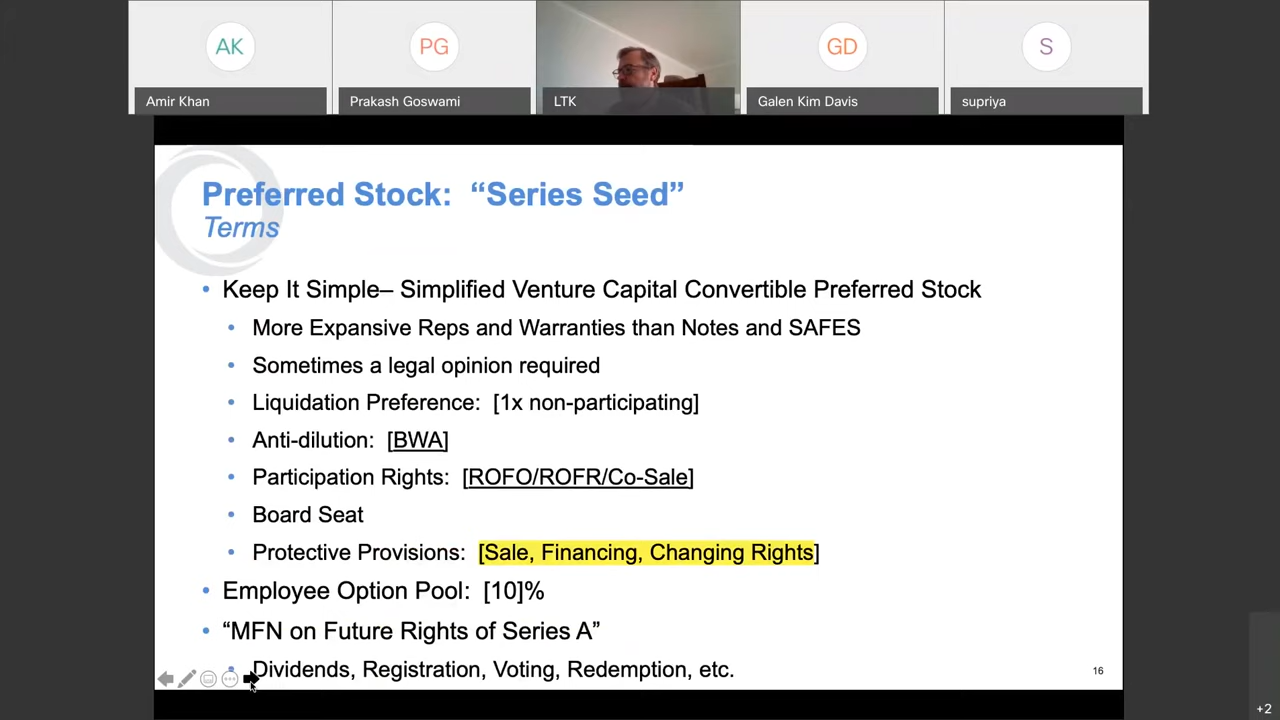 AK
PG
GD
S
Amir Khan
Prakash Goswami
LTK
Galen Kim Davis
supriya
Preferred Stock: “Series Seed”
Terms
• Keep It Simple– Simplified Venture Capital Convertible Preferred Stock
• More Expansive Reps and Warranties than Notes and SAFES
• Sometimes a legal opinion required
• Liquidation Preference: [1x non-participating]
• Anti-dilution: [BWA]
• Participation Rights: [ROFO/ROFR/Co-Sale]
• Board Seat
• Protective Provisions: [Sale, Financing, Changing Rights]
• Employee Option Pool: [10]%
• “MFN on Future Rights of Series A”
• Dividends, Registration, Voting, Redemption, etc.
16
+2